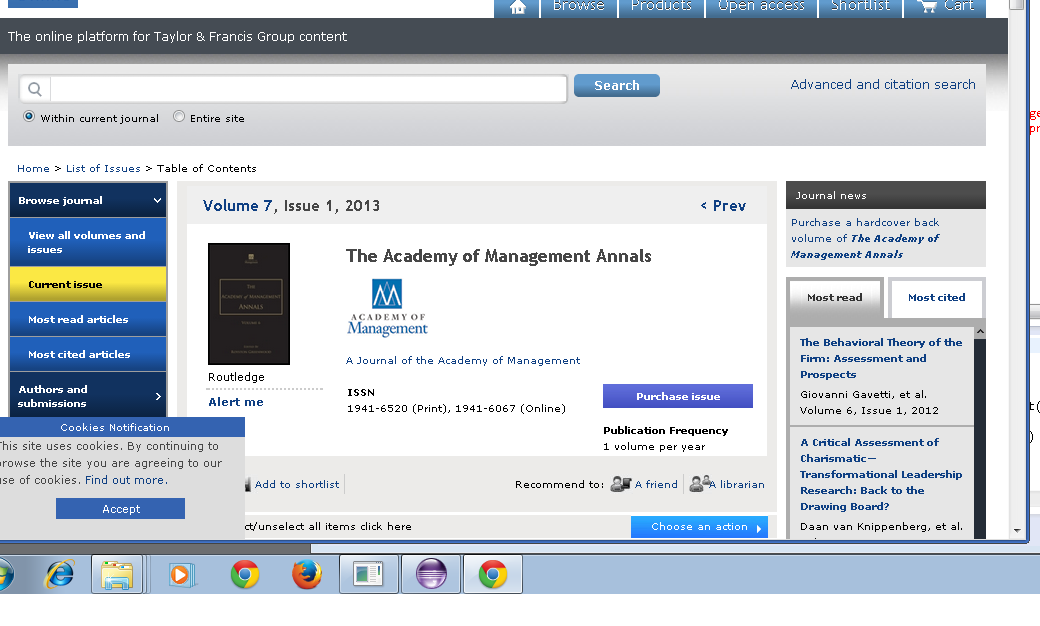 Browse Products Open access Shortlist Cart
The online platform for Taylor & Francis Group content
Search
Advanced and citation search
Within current journal Entire site
Home > List of Issues > Table of Contents
Browse journal
View all volumes and
issues
Current issue
Most read articles
Most cited articles
Authors and
submissions
Cookies Notification
This site uses cookies. By continuing to
browse the site you are agreeing to our
use of cookies. Find out more.
Accept
Volume 7, Issue 1, 2013
< Prev
THE
ACADEMY OF MANAGEMENT
ANNALS
Routledge
Alert me
The Academy of Management Annals
ACADEMY OF
Management
A Journal of the Academy of Management
ISSN
1941-6520 (Print), 1941-6067 (Online)
Purchase issue
Publication Frequency
1 volume per year
Add to shortlist
Recommend to: A friend A librarian
ct/unselect all items click here
Choose an action
Journal news
Purchase a hardcover back
volume of The Academy of
Management Annals
Most read Most cited
The Behavioral Theory of the
Firm: Assessment and
Prospects
Giovanni Gavetti, et al.
Volume 6, Issue 1, 2012
A Critical Assessment of
Charismatic—
Transformational Leadership
Research: Back to the
Drawing Board?
Daan van Knippenberg, et al.